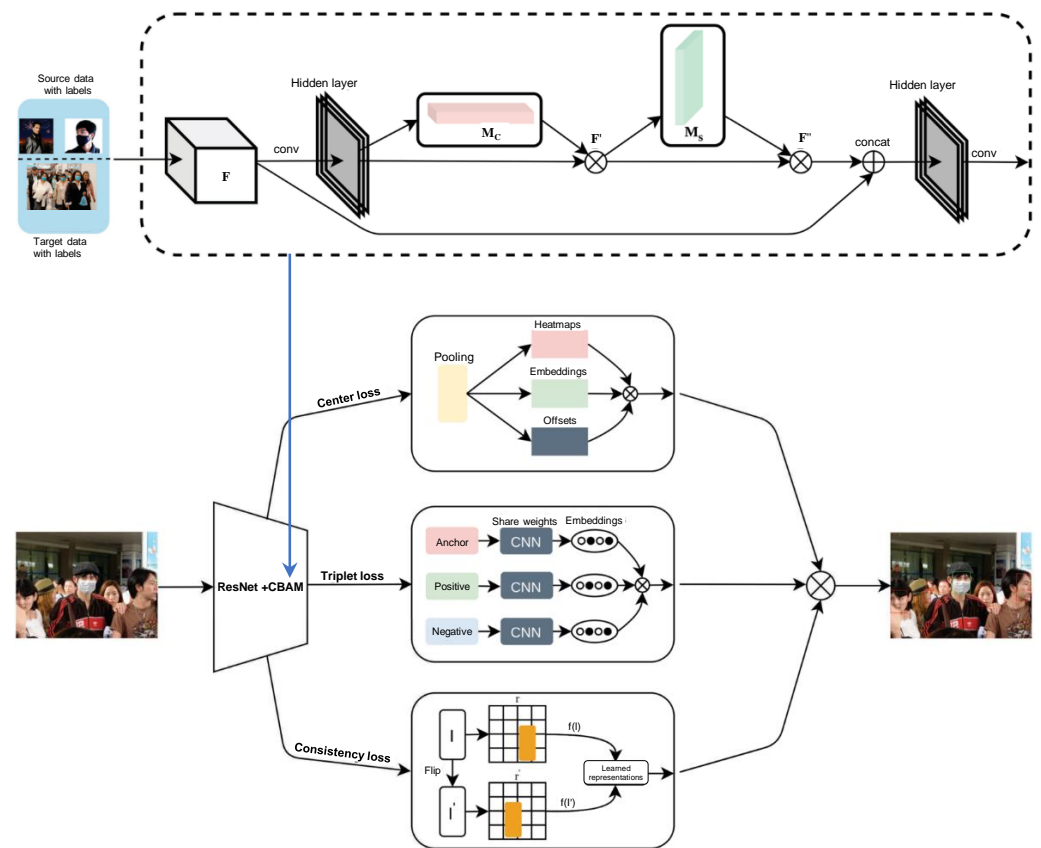 Source data
with labels
Target data
with labels
F
conv
Hidden layer
M_C
F'
M_S
F''
concat
Hidden layer
conv
Center loss
Pooling
Heatmaps
Embeddings
Offsets
ResNet +CBAM
Triplet loss
Share weights
Embeddings
Anchor
CNN
Positive
CNN
Negative
CNN
Consistency loss
I
Flip
I'
r
r'
f(I)
f(I')
Learned
representations